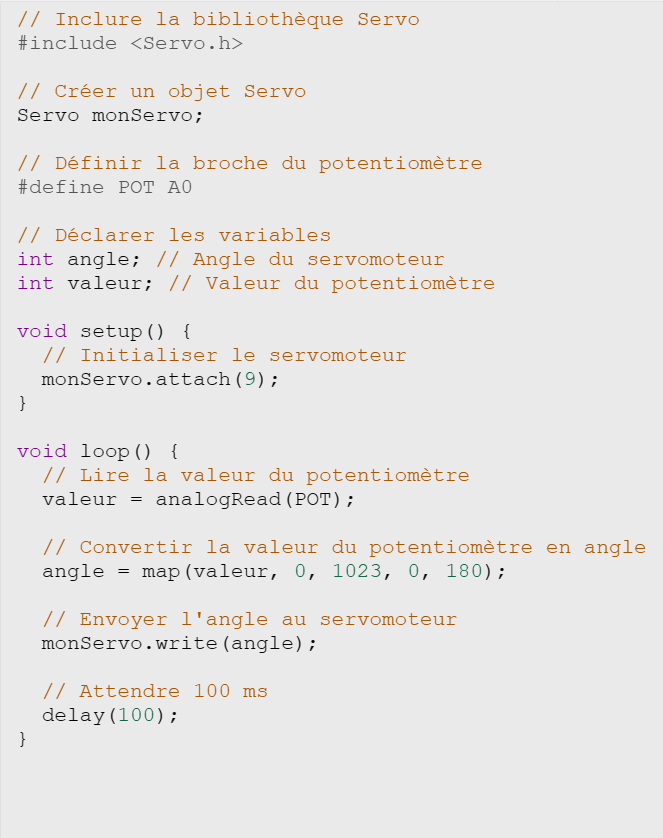 // Inclure la bibliothèque Servo
#include <Servo.h>

// Créer un objet Servo
Servo monServo;

// Définir la broche du potentiomètre
#define POT A0

// Déclarer les variables
int angle; // Angle du servomoteur
int valeur; // Valeur du potentiomètre

void setup() {
  // Initialiser le servomoteur
  monServo.attach(9);
}

void loop() {
  // Lire la valeur du potentiomètre
  valeur = analogRead(POT);

  // Convertir la valeur du potentiomètre en angle
  angle = map(valeur, 0, 1023, 0, 180);

  // Envoyer l'angle au servomoteur
  monServo.write(angle);

  // Attendre 100 ms
  delay(100);
}